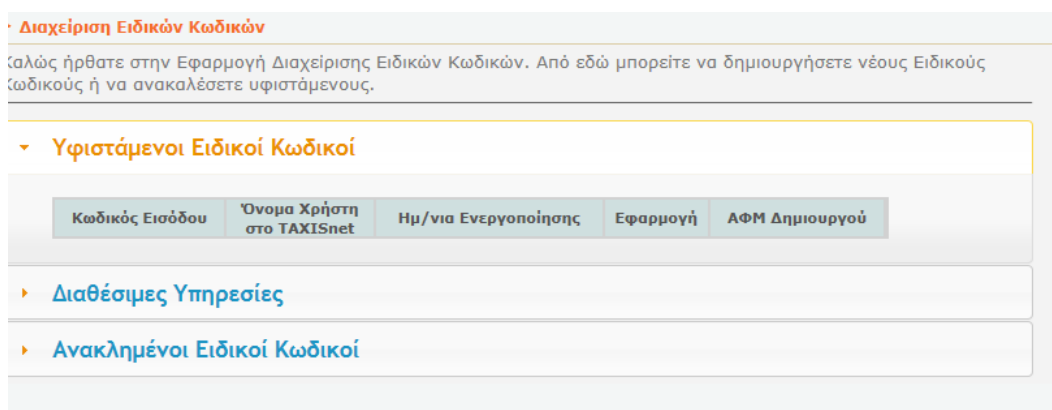 Διαχείριση Ειδικών Κωδικών
Καλώς ήρθατε στην Εφαρμογή Διαχείρισης Ειδικών Κωδικών. Από εδώ μπορείτε να δημιουργήσετε νέους Ειδικούς
Κωδικούς ή να ανακαλέσετε υφιστάμενους.
Υφιστάμενοι Ειδικοί Κωδικοί
Κωδικός Εισόδου Όνομα Χρήστη στο TAXISnet Ημ/νια Ενεργοποίησης Εφαρμογή ΑΦΜ Δημιουργού
Διαθέσιμες Υπηρεσίες
Ανακλημένοι Ειδικοί Κωδικοί